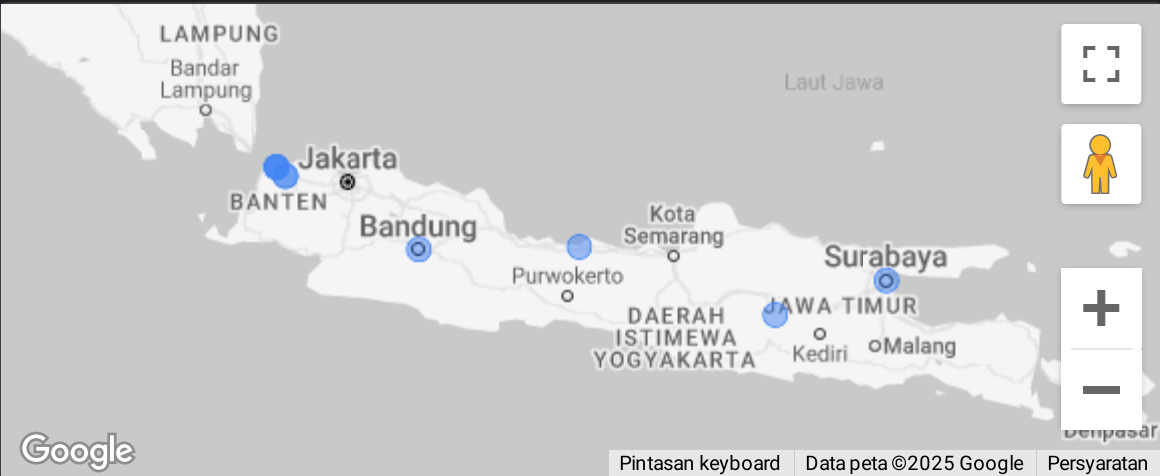 LAMPUNG
Bandar
Lampung
Laut Jawa
Jakarta
BANTEN
Bandung
Kota
Semarang
Surabaya
Purwokerto
JAWA TIMUR
DAERAH
ISTIMEWA
YOGYAKARTA
Kediri
Malang
Denpasar
Google
Pintasan keyboard
Data peta ©2025 Google
Persyaratan